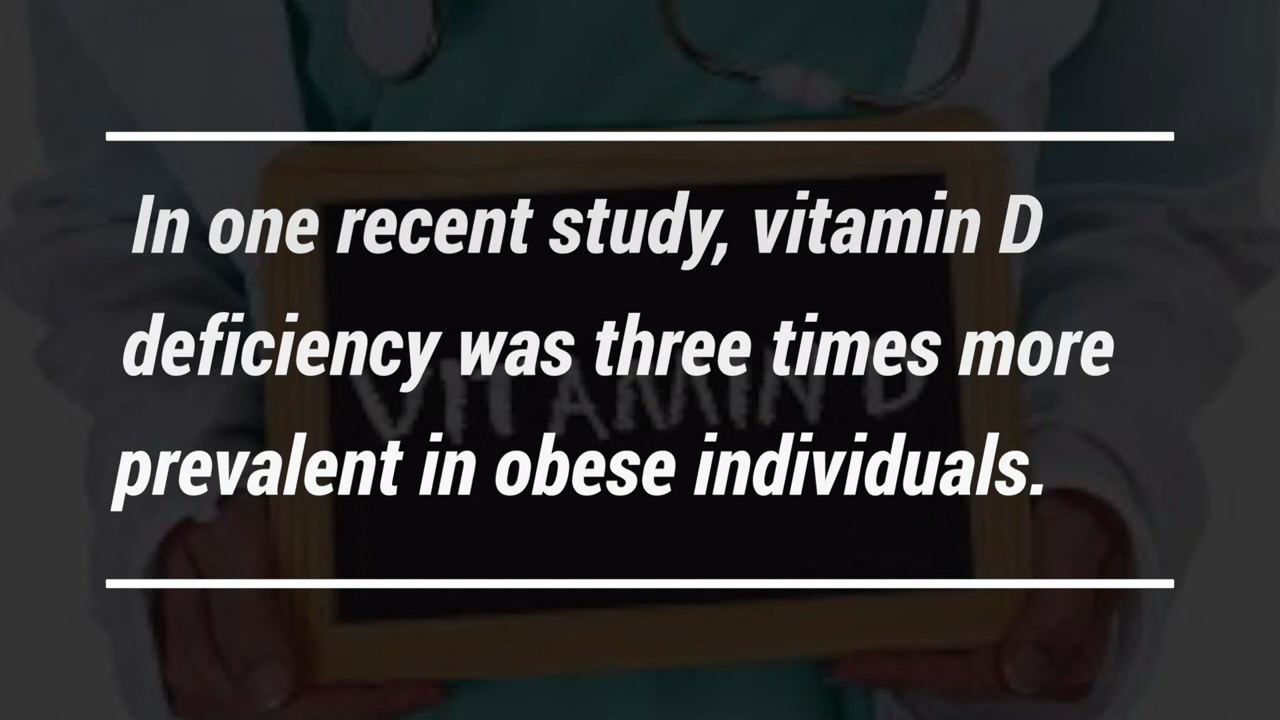 In one recent study, vitamin D
deficiency was three times more
prevalent in obese individuals.
VITAMIN D